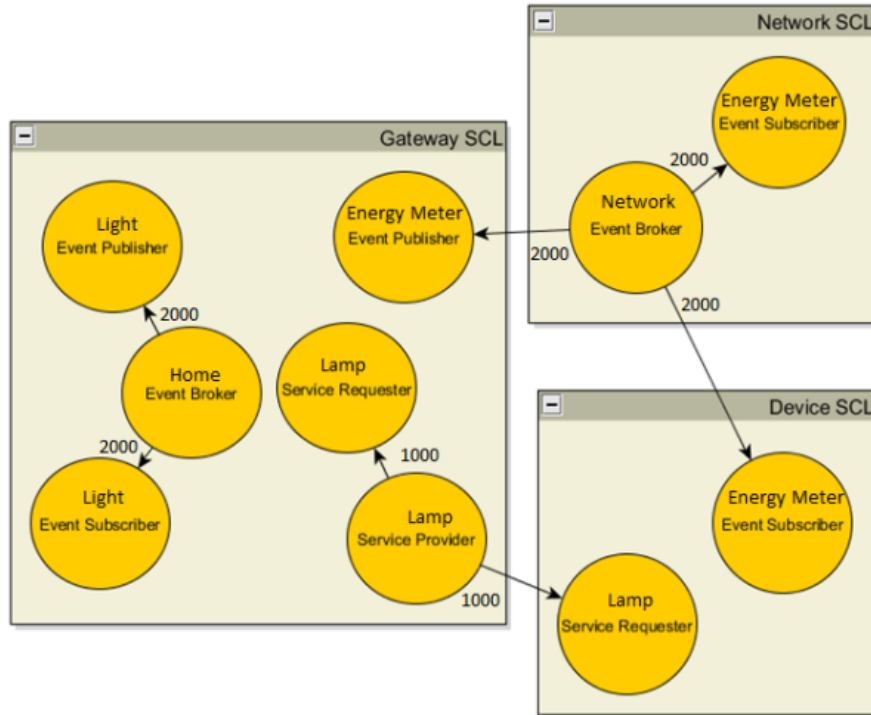 Network SCL
Energy Meter
Event Subscriber
2000
Network
Event Broker
2000
2000
Gateway SCL
Light
Event Publisher
Energy Meter
Event Publisher
2000
Home
Event Broker
Lamp
Service Requester
2000
1000
Light
Event Subscriber
Lamp
Service Provider
1000
Device SCL
Energy Meter
Event Subscriber
Lamp
Service Requester